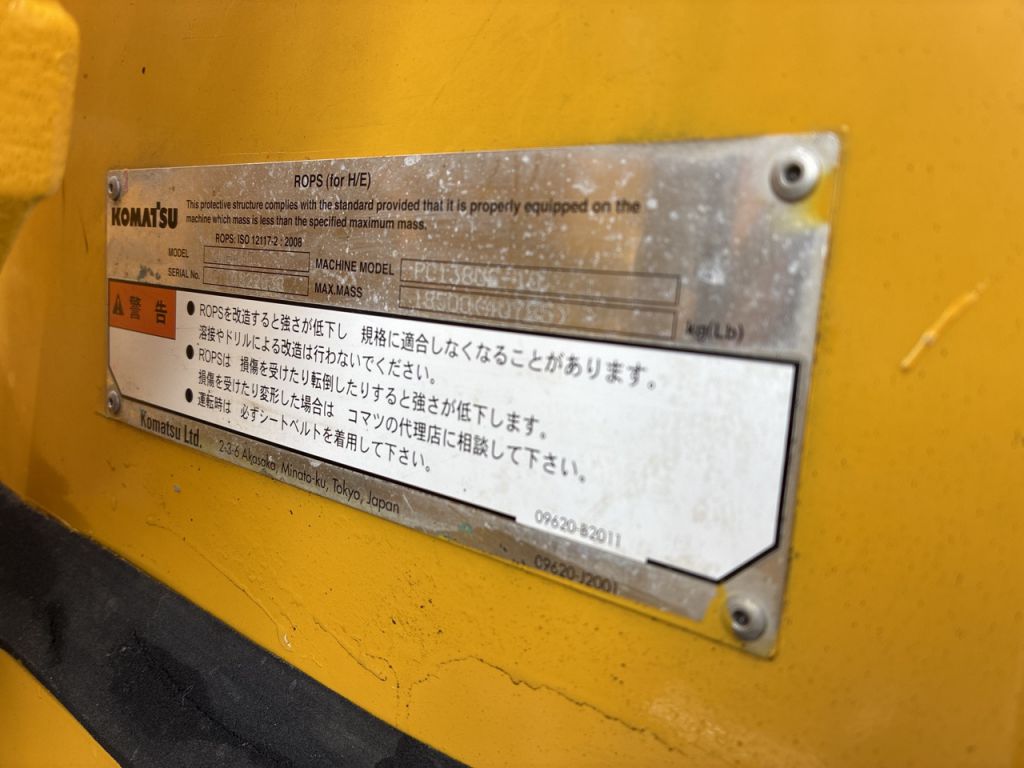 ROPS (for H/E)
KOMATSU
This protective structure complies with the standard provided that it is properly equipped on the
machine which mass is less than the specified maximum mass.
ROPS: ISO 12117-2 : 2008
MODEL
MACHINE MODEL
SERIAL No.
MAX.MASS
kg(Lb)
警告
● ROPSを改造すると強さが低下し 規格に適合しなくなることがあります。
溶接やドリルによる改造は行わないでください。
● ROPSは 損傷を受けたり転倒したりすると強さが低下します。
損傷を受けたり変形した場合は コマツの代理店に相談して下さい。
● 運転時は 必ずシートベルトを着用して下さい。
Komatsu Ltd. 2-3-6 Akasaka, Minato-ku, Tokyo, Japan
09620-B2011
09620-J2001